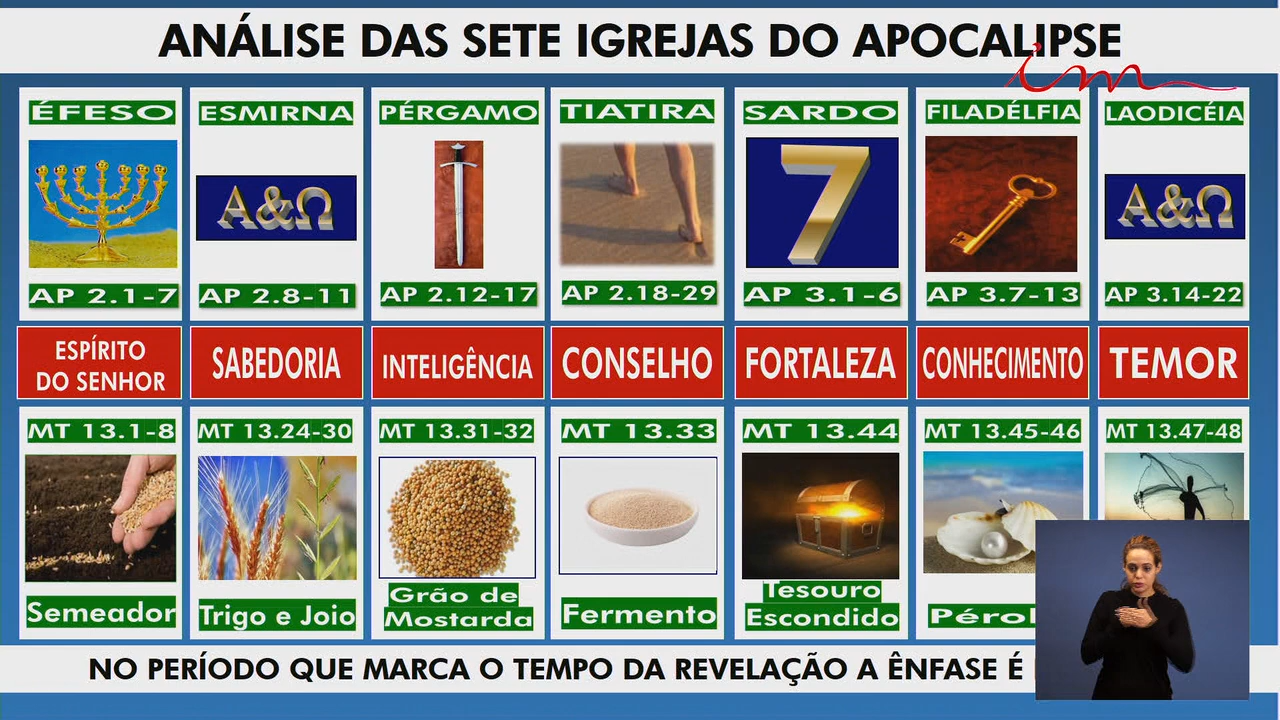 ANÁLISE DAS SETE IGREJAS DO APOCALIPSE
im
ÉFESO
ESMIRNA
PÉRGAMO
TIATIRA
SARDO
FILADÉLFIA
LAODICÉIA
A&Ω
7
A&Ω
AP 2.1-7
AP 2.8-11
AP 2.12-17
AP 2.18-29
AP 3.1-6
AP 3.7-13
AP 3.14-22
ESPÍRITO
DO SENHOR
SABEDORIA
INTELIGÊNCIA
CONSELHO
FORTALEZA
CONHECIMENTO
TEMOR
MT 13.1-8
MT 13.24-30
MT 13.31-32
MT 13.33
MT 13.44
MT 13.45-46
MT 13.47-48
Semeador
Trigo e Joio
Grão de
Mostarda
Fermento
Tesouro
Escondido
NO PERÍODO QUE MARCA O TEMPO DA REVELAÇÃO A ÊNFASE É